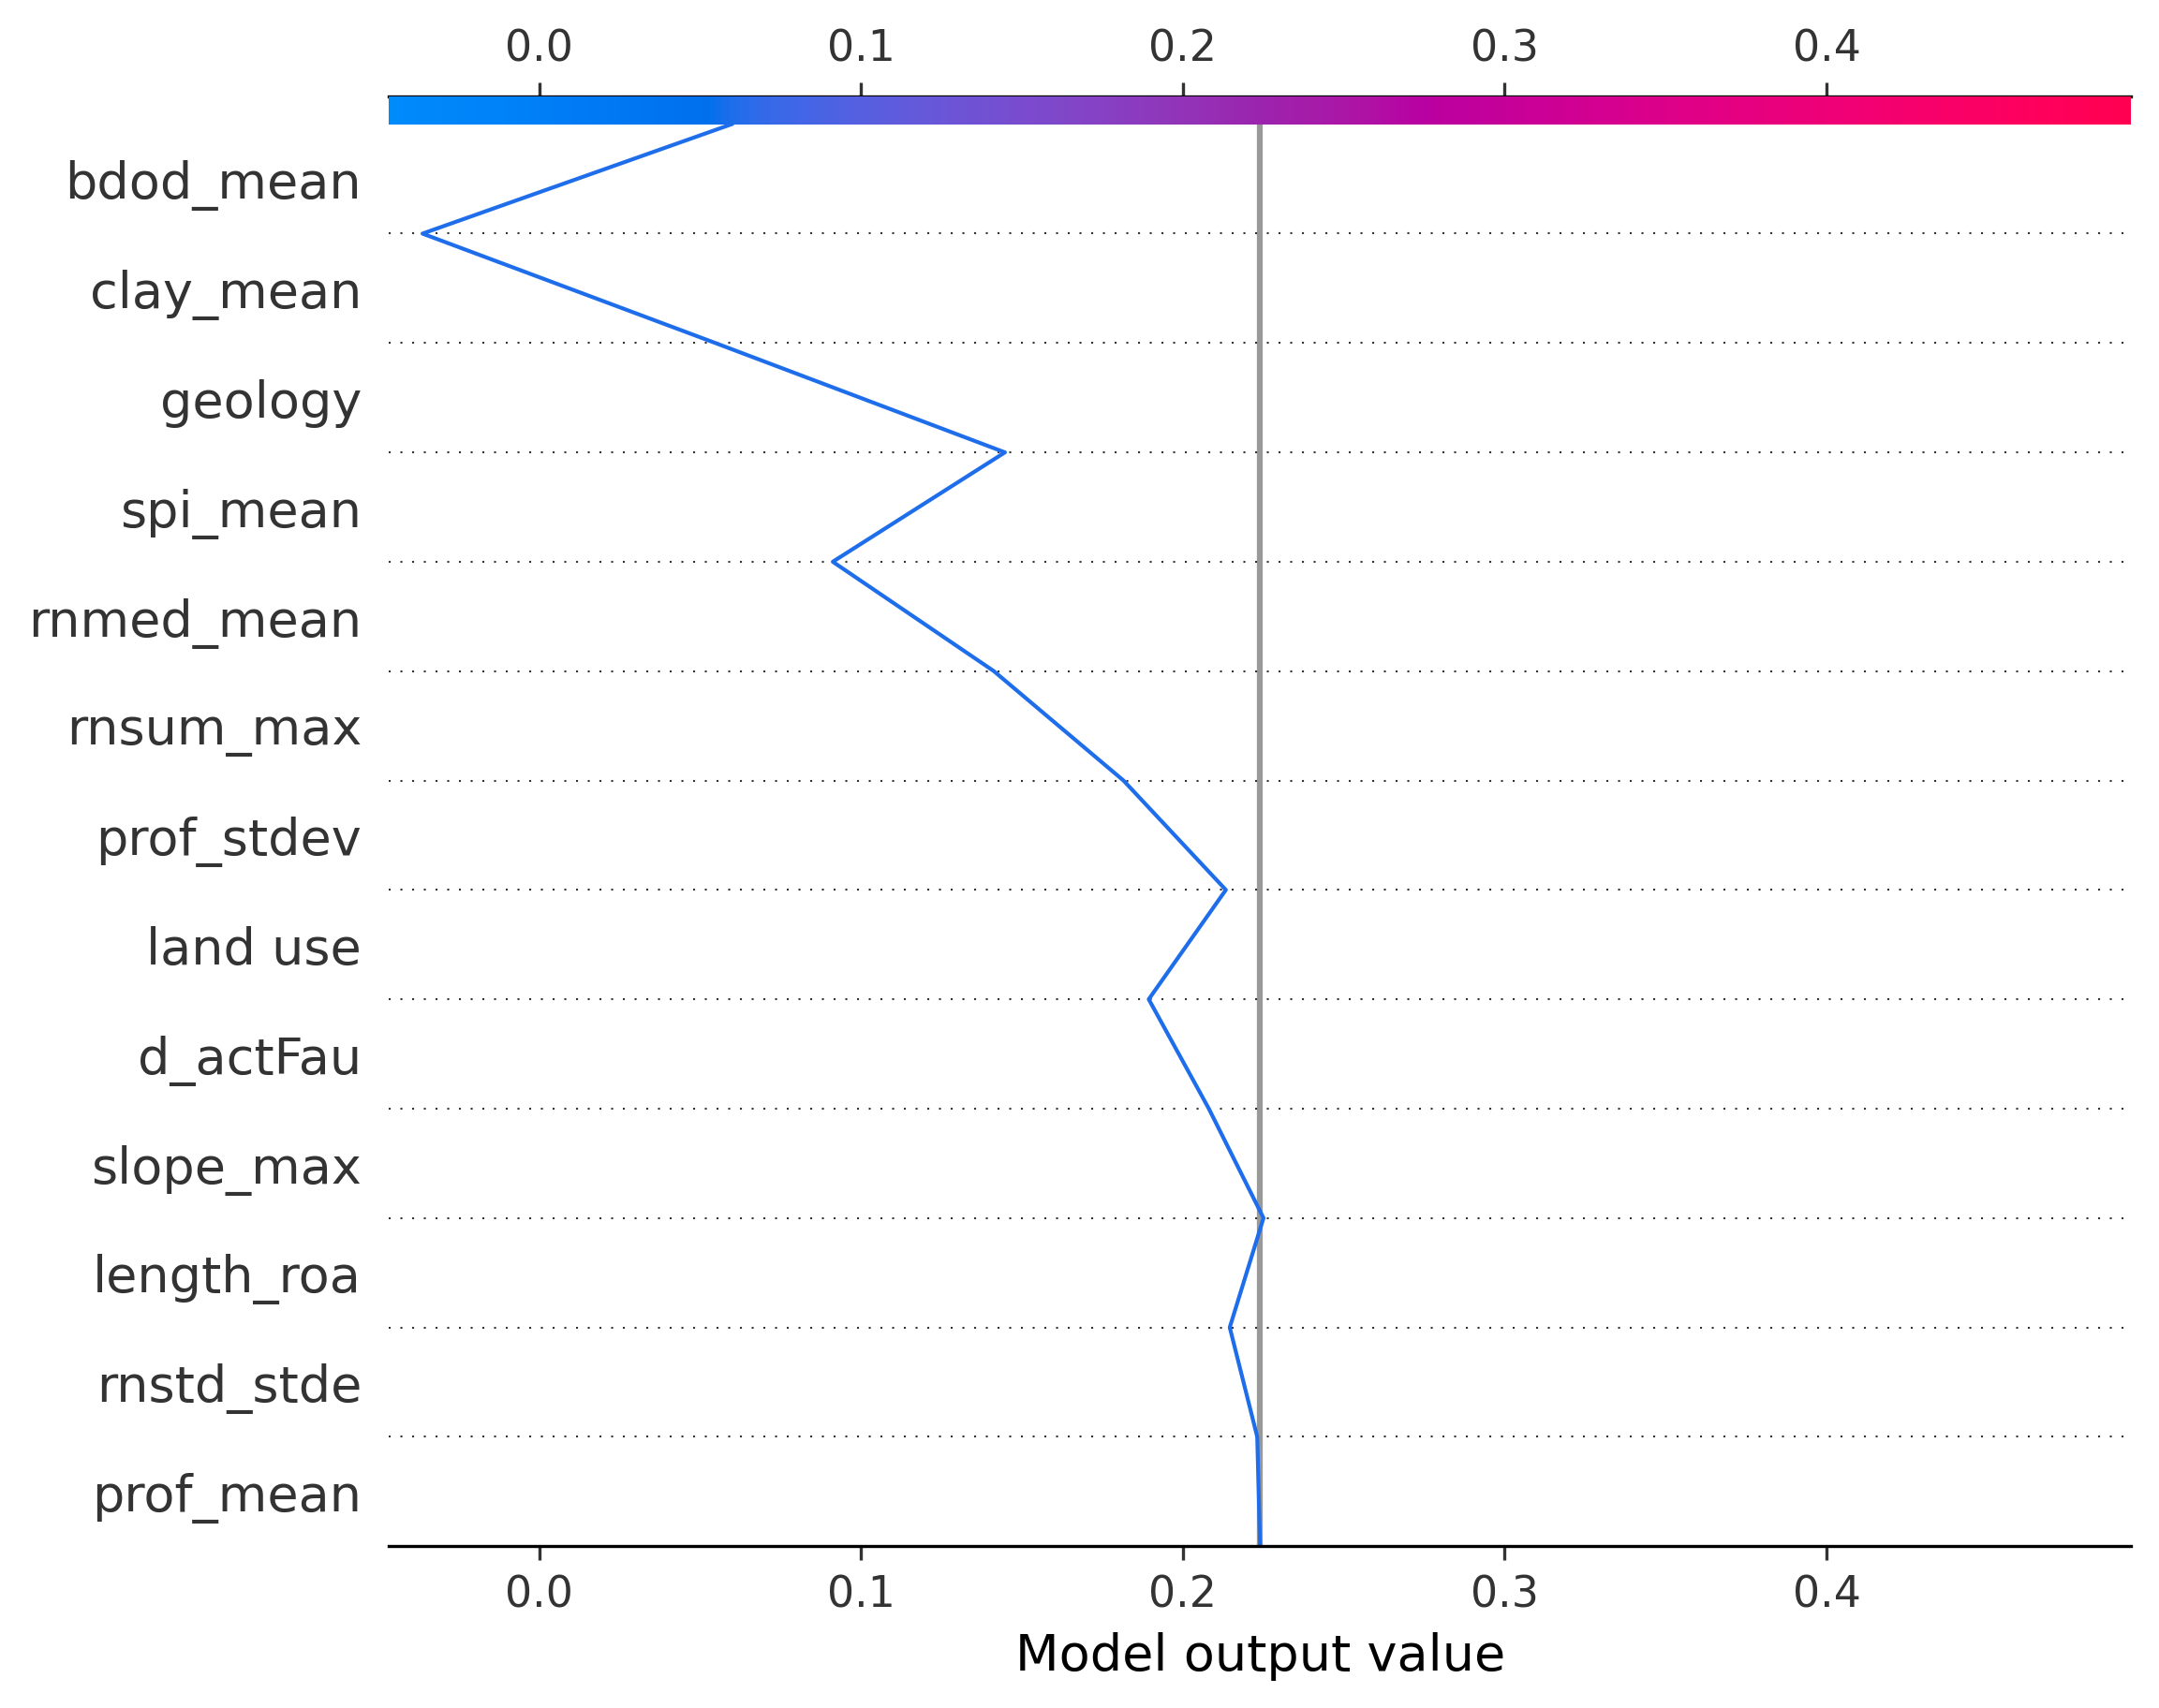 0.0 0.1 0.2 0.3 0.4
bdod_mean
clay_mean
geology
spi_mean
rnmed_mean
rnsum_max
prof_stdev
land use
d_actFau
slope_max
length_roa
rnstd_stde
prof_mean
0.0 0.1 0.2 0.3 0.4
Model output value